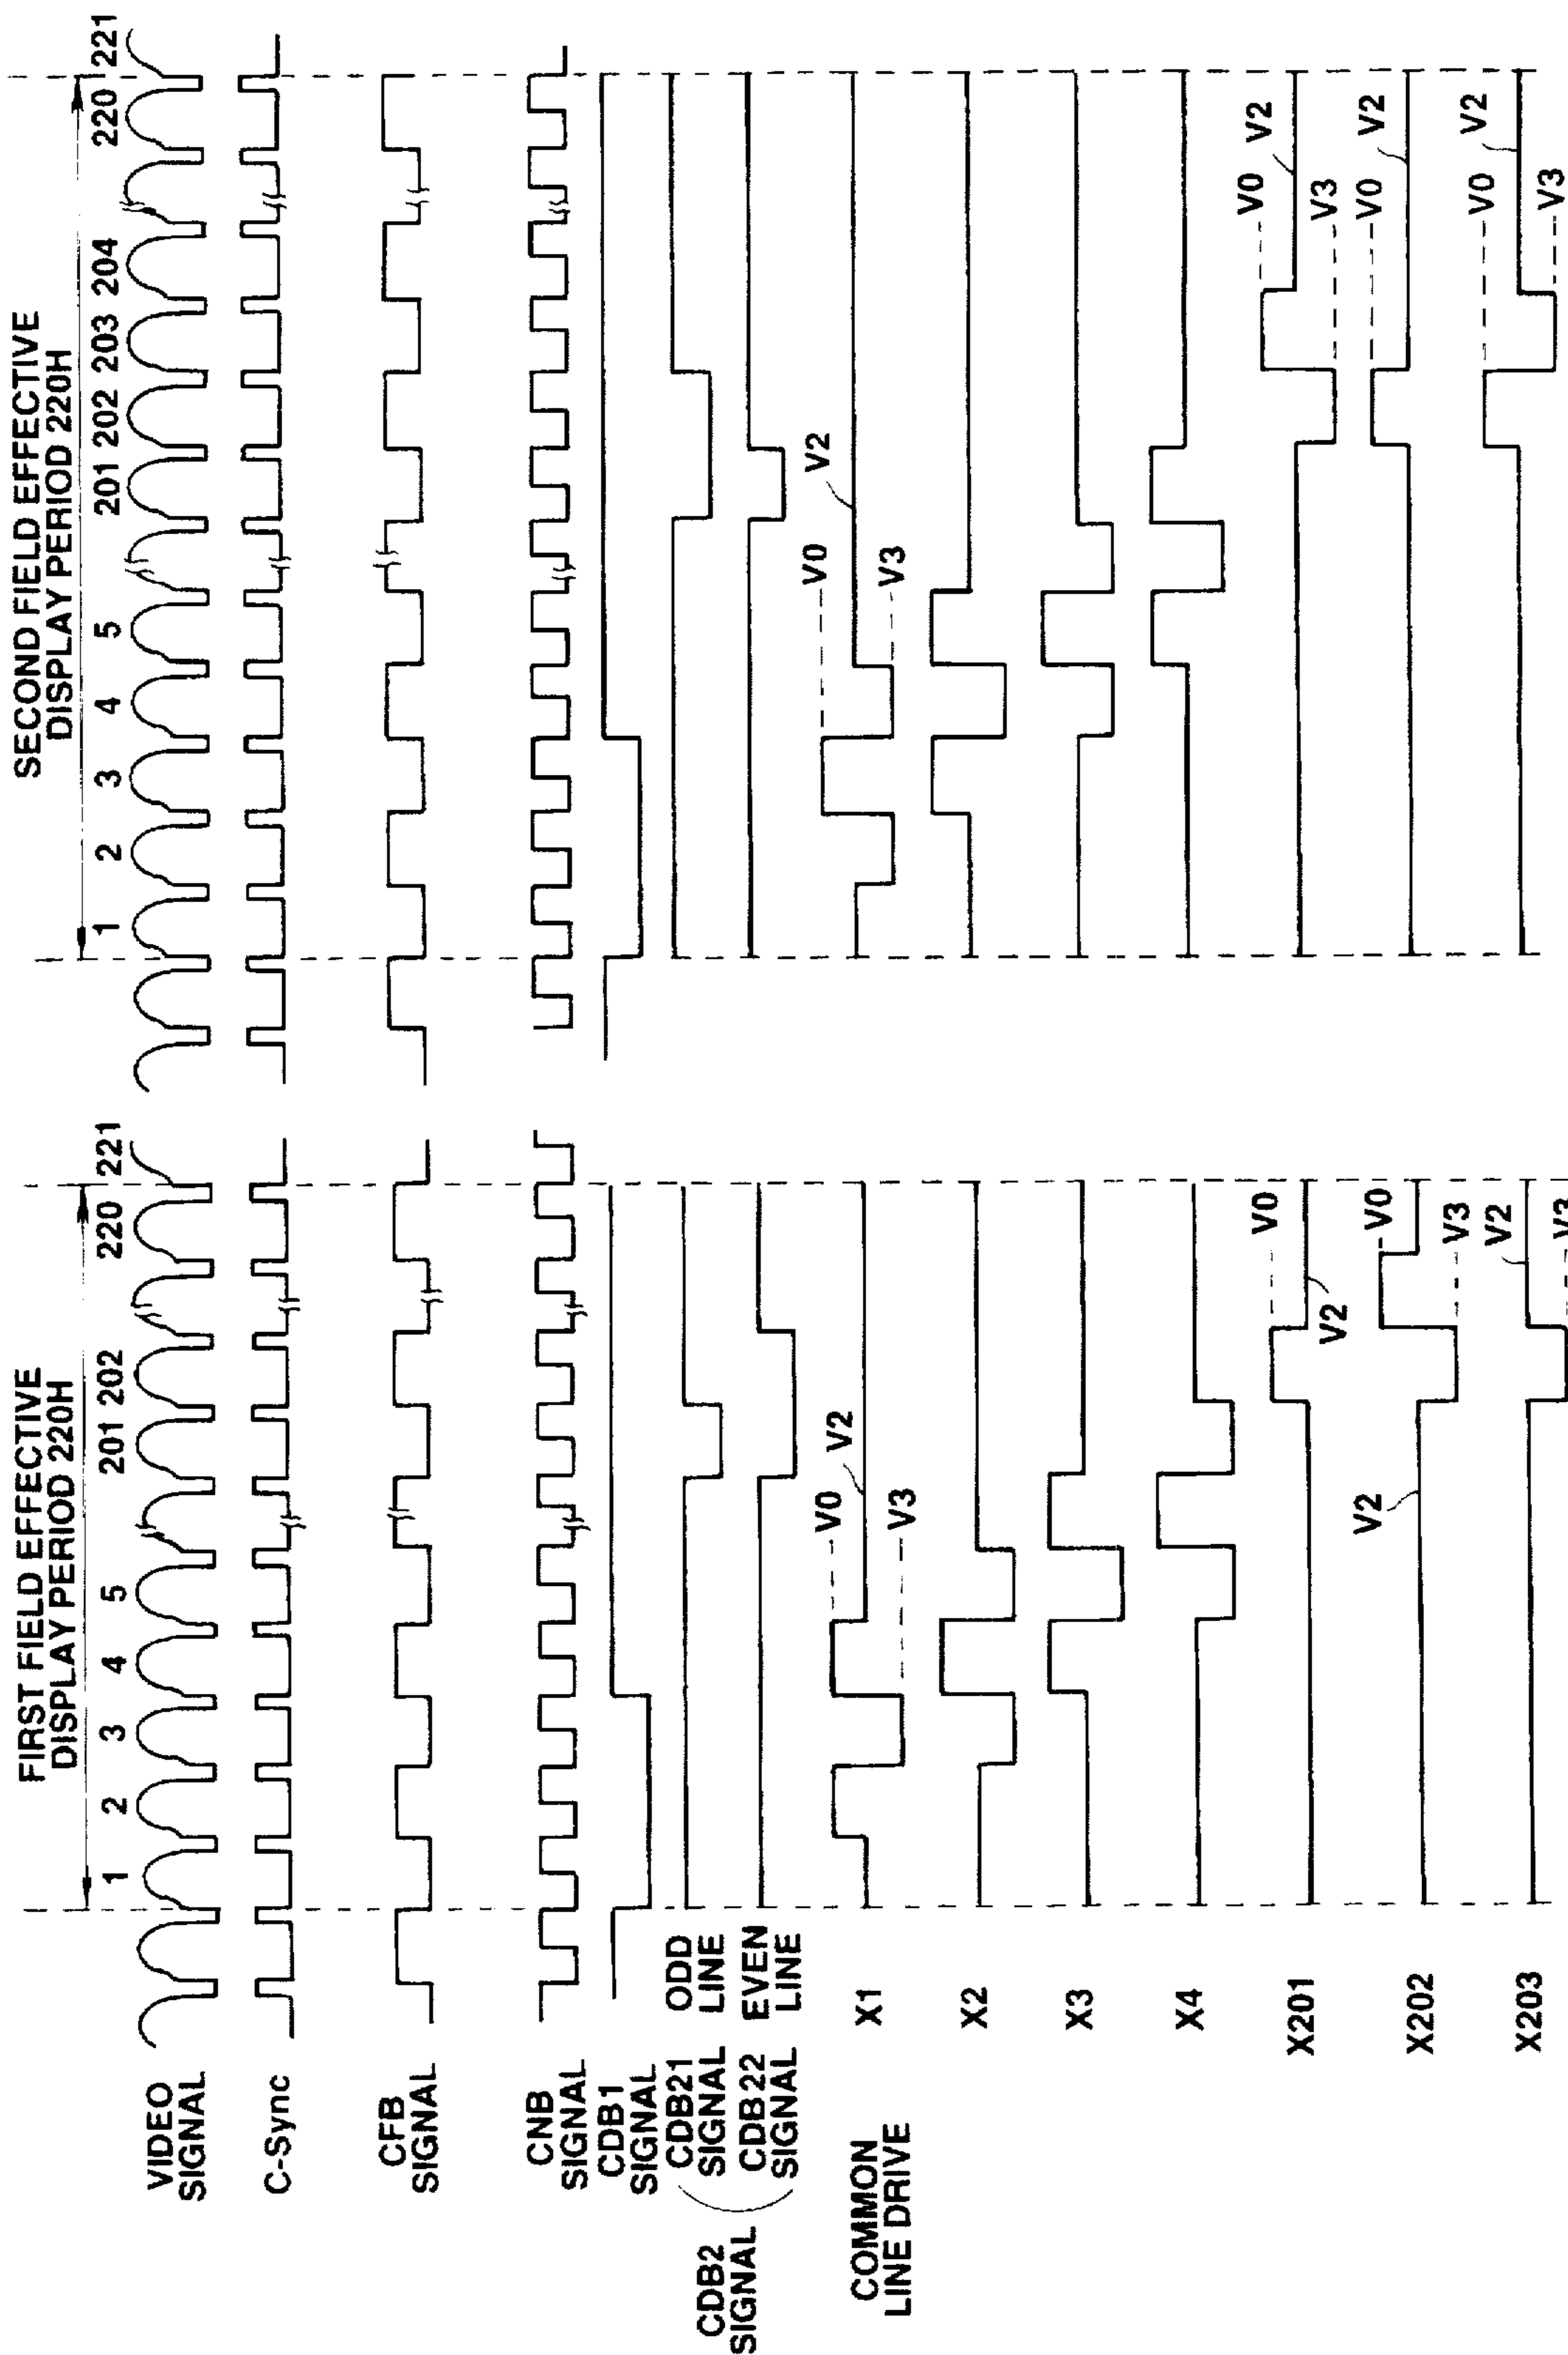 FIRST FIELD EFFECTIVE
DISPLAY PERIOD 220H
SECOND FIELD EFFECTIVE
DISPLAY PERIOD 220H
1 2 3 4 5 201 202 220 221
1 2 3 4 5 201 202 203 204 220 221
VIDEO
SIGNAL
C-Sync
CFB
SIGNAL
CNB
SIGNAL
CDB1
SIGNAL
CDB2
SIGNAL
CDB21
SIGNAL
ODD
LINE
CDB22
SIGNAL
EVEN
LINE
COMMON
LINE DRIVE
X1
V0
V2
V3
V0
V2
V3
X2
X3
X4
X201
V0
V2
V0
V2
V3
X202
V2
V0
V3
V0
V2
X203
V2
V3
V0
V2
V3